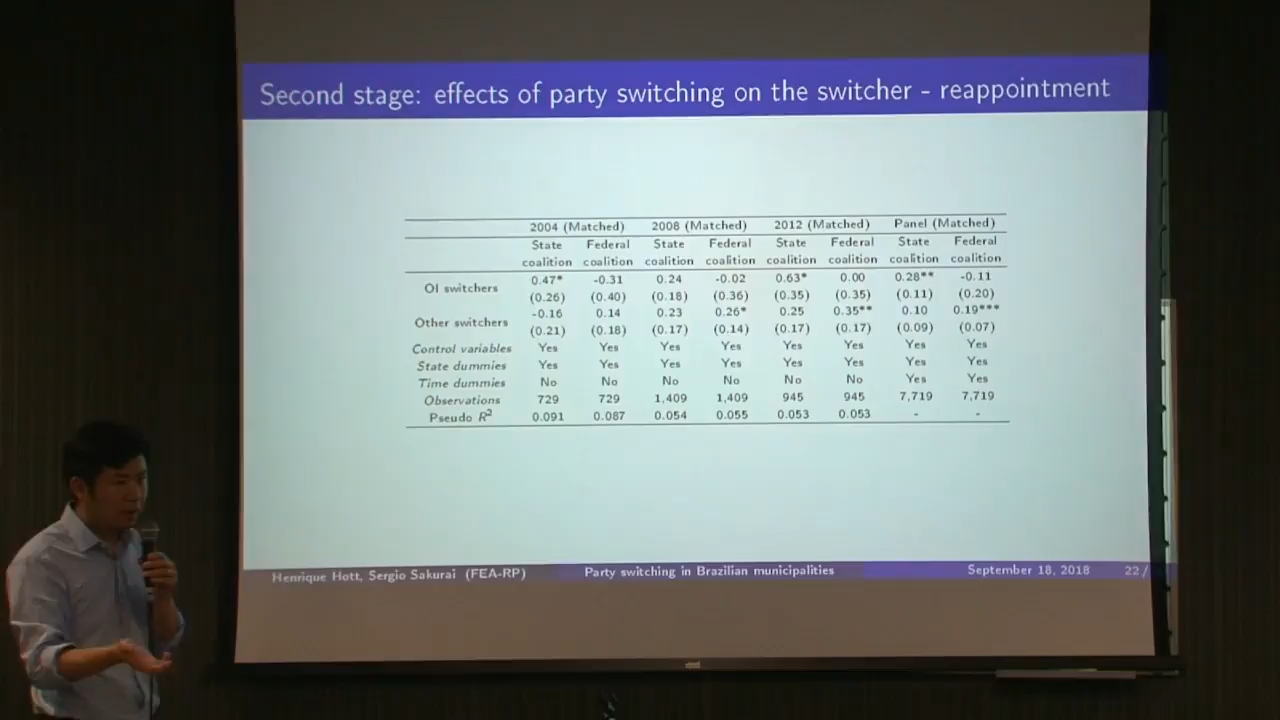 Second stage: effects of party switching on the switcher - reappointment
2004 (Matched) 2008 (Matched) 2012 (Matched) Panel (Matched)
State Federal State Federal State Federal State Federal
coalition coalition coalition coalition coalition coalition coalition coalition
OI switchers 0.47* -0.31 0.24 -0.02 0.63* 0.00 0.28** -0.11
(0.26) (0.40) (0.18) (0.36) (0.35) (0.35) (0.11) (0.20)
Other switchers -0.16 0.14 0.23 0.26* 0.25 0.35** 0.10 0.19***
(0.21) (0.18) (0.17) (0.14) (0.17) (0.17) (0.09) (0.07)
Control variables Yes Yes Yes Yes Yes Yes Yes Yes
State dummies Yes Yes Yes Yes Yes Yes Yes Yes
Time dummies No No No No No No Yes Yes
Observations 729 729 1,409 1,409 945 945 7,719 7,719
Pseudo R² 0.091 0.087 0.054 0.055 0.053 0.053 - -
Henrique Hott, Sergio Sakurai (FEA-RP) Party switching in Brazilian municipalities September 18, 2018 22 /